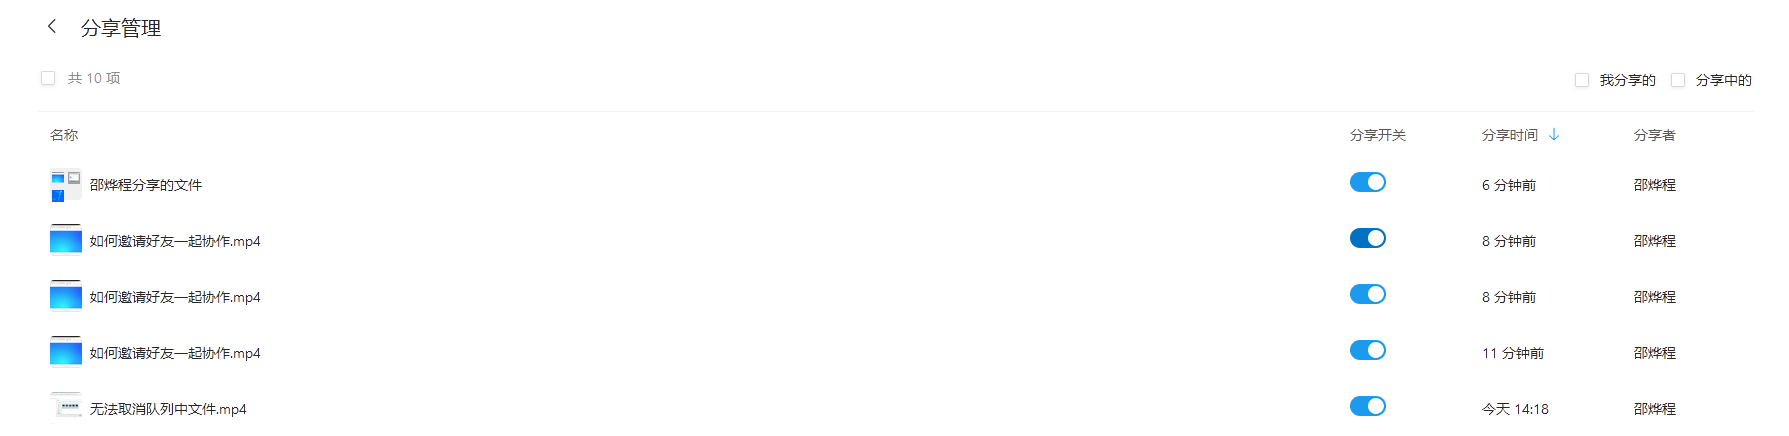 分享管理
共 10 项 我分享的 分享中的
名称 分享开关 分享时间 分享者
邵烨程分享的文件 6 分钟前 邵烨程
如何邀请好友一起协作.mp4 8 分钟前 邵烨程
如何邀请好友一起协作.mp4 8 分钟前 邵烨程
如何邀请好友一起协作.mp4 11 分钟前 邵烨程
无法取消队列中文件.mp4 今天 14:18 邵烨程